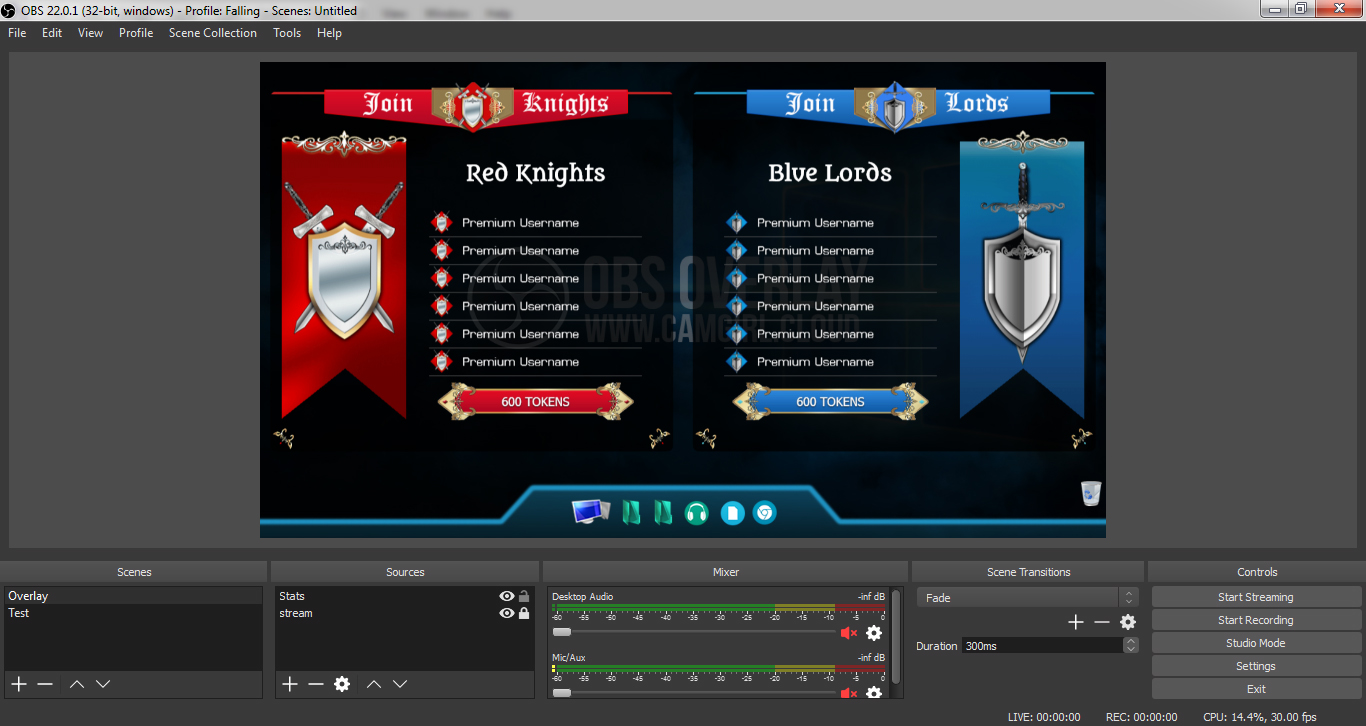 OBS 22.0.1 (32-bit, windows) - Profile: Falling - Scenes: Untitled
File Edit View Profile Scene Collection Tools Help
Join Knights
Join Lords
Red Knights
Premium Username
Premium Username
Premium Username
Premium Username
Premium Username
Premium Username
600 TOKENS
Blue Lords
Premium Username
Premium Username
Premium Username
Premium Username
Premium Username
Premium Username
600 TOKENS
OBS OVERLAY
WWW.CAMGIRL.CLOUD
Scenes
Overlay
Test
Sources
Stats
stream
Mixer
Desktop Audio -inf dB
-60 -55 -50 -45 -40 -35 -30 -25 -20 -15 -10 -5 0
Mic/Aux -inf dB
-60 -55 -50 -45 -40 -35 -30 -25 -20 -15 -10 -5 0
Scene Transitions
Fade
Duration 300ms
Controls
Start Streaming
Start Recording
Studio Mode
Settings
Exit
LIVE: 00:00:00 REC: 00:00:00 CPU: 14.4%, 30.00 fps